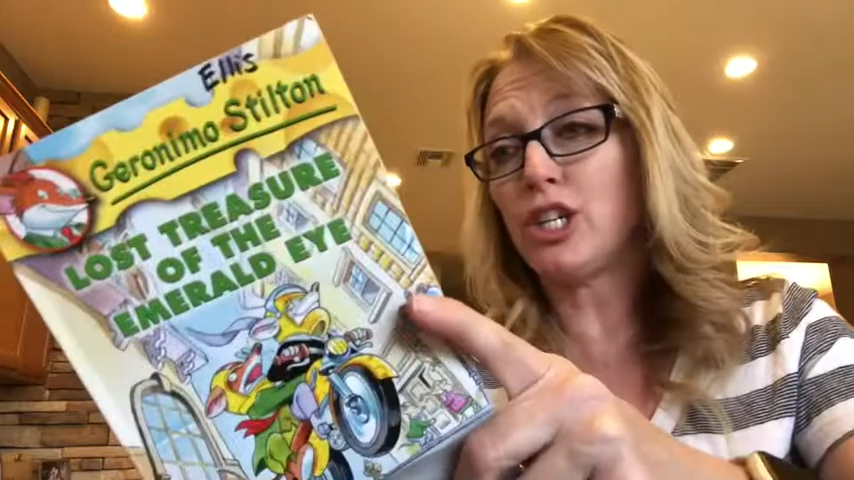 Ellis
Geronimo Stilton
LOST TREASURE
OF THE
EMERALD EYE